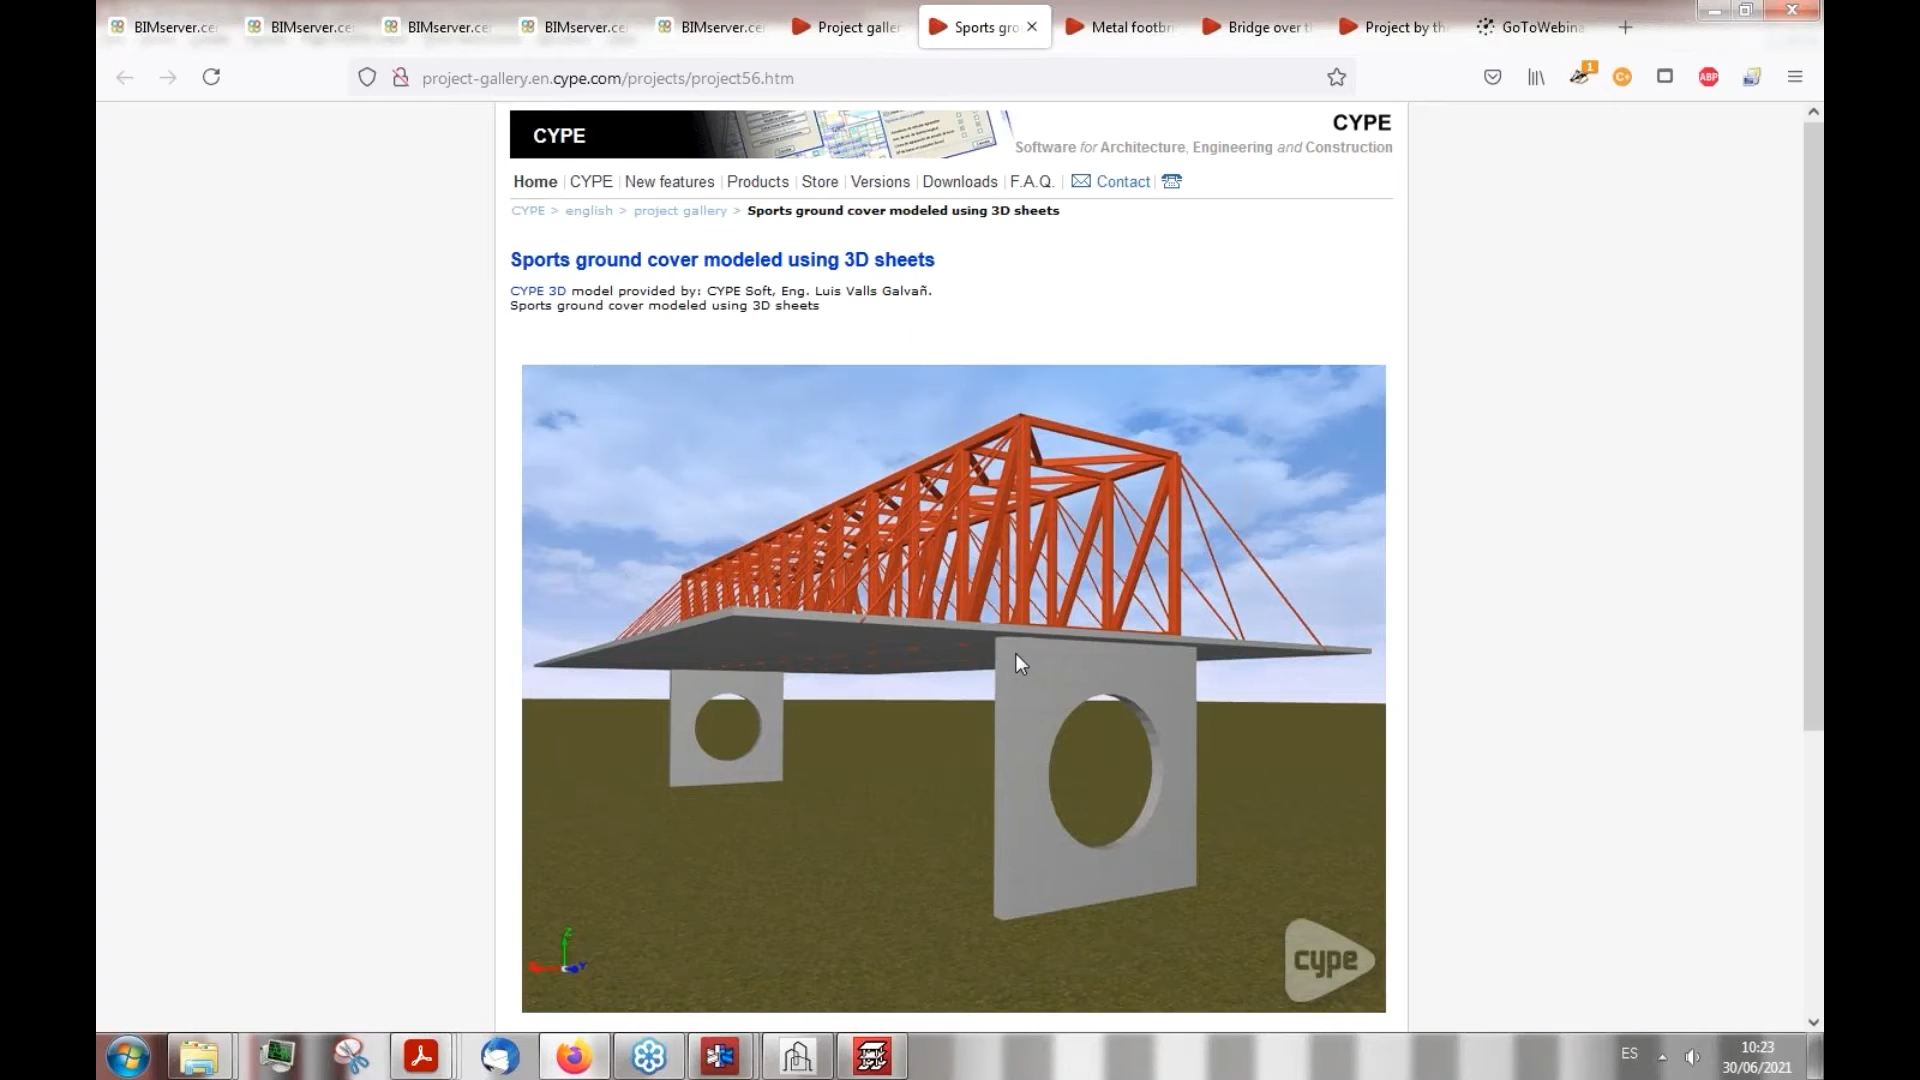 BIMserver.ce
BIMserver.ce
BIMserver.ce
BIMserver.ce
BIMserver.ce
Project galler
Sports gro
Metal footbri
Bridge over t
Project by th
GoToWebina
project-gallery.en.cype.com/projects/project56.htm
1
C+
ABP
CYPE
CYPE
Software for Architecture, Engineering and Construction
Home | CYPE | New features | Products | Store | Versions | Downloads | F.A.Q. | Contact |
CYPE > english > project gallery > Sports ground cover modeled using 3D sheets
Sports ground cover modeled using 3D sheets
CYPE 3D model provided by: CYPE Soft, Eng. Luis Valls Galvañ.
Sports ground cover modeled using 3D sheets
Z
Y
cype
ES
10:23
30/06/2021